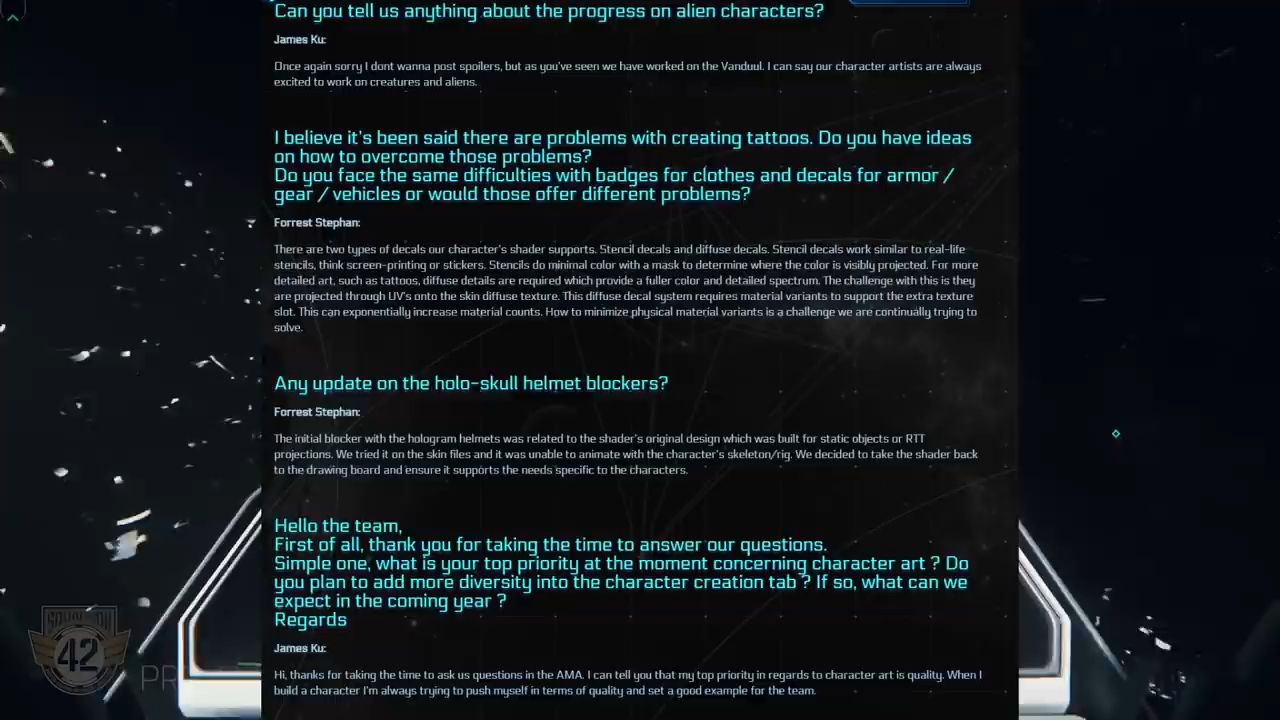 Can you tell us anything about the progress on alien characters?
James Ku:
Once again sorry I dont wanna post spoilers, but as you've seen we have worked on the Vanduul. I can say our character artists are always
excited to work on creatures and aliens.
I believe it's been said there are problems with creating tattoos. Do you have ideas
on how to overcome those problems?
Do you face the same difficulties with badges for clothes and decals for armor /
gear / vehicles or would those offer different problems?
Forrest Stephan:
There are two types of decals our character's shader supports. Stencil decals and diffuse decals. Stencil decals work similar to real-life
stencils, think screen-printing or stickers. Stencils do minimal color with a mask to determine where the color is visibly projected. For more
detailed art, such as tattoos, diffuse details are required which provide a fuller color and detailed spectrum. The challenge with this is they
are projected through UV's onto the skin diffuse texture. This diffuse decal system requires material variants to support the extra texture
slot. This can exponentially increase material counts. How to minimize physical material variants is a challenge we are continually trying to
solve.
Any update on the holo-skull helmet blockers?
Forrest Stephan:
The initial blocker with the hologram helmets was related to the shader's original design which was built for static objects or RTT
projections. We tried it on the skin files and it was unable to animate with the character's skeleton/rig. We decided to take the shader back
to the drawing board and ensure it supports the needs specific to the characters.
Hello the team,
First of all, thank you for taking the time to answer our questions.
Simple one, what is your top priority at the moment concerning character art ? Do
you plan to add more diversity into the character creation tab ? If so, what can we
expect in the coming year ?
Regards
James Ku:
Hi, thanks for taking the time to ask us questions in the AMA. I can tell you that my top priority in regards to character art is quality. When I
build a character I'm always trying to push myself in terms of quality and set a good example for the team.
SQUADRON
42